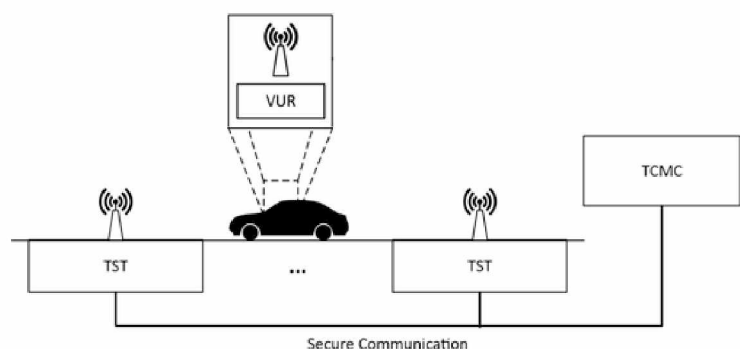 VUR
TCMC
TST
...
TST
Secure Communication